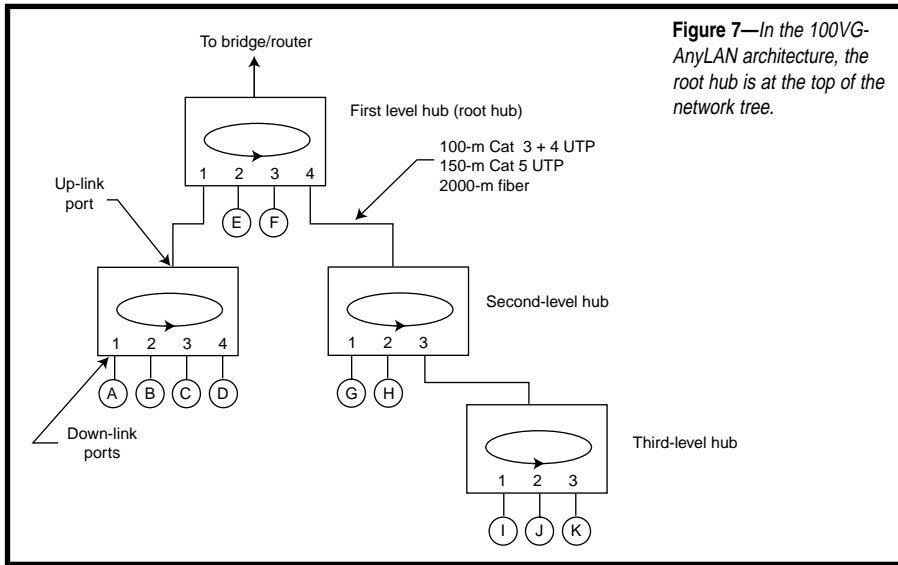 To bridge/router
Figure 7—In the 100VG-
AnyLAN architecture, the
root hub is at the top of the
network tree.
First level hub (root hub)
100-m Cat 3 + 4 UTP
150-m Cat 5 UTP
2000-m fiber
1 2 3 4
Up-link
port
E F
Second-level hub
1 2 3 4
1 2 3
A B C D
G H
Down-link
ports
Third-level hub
1 2 3
I J K